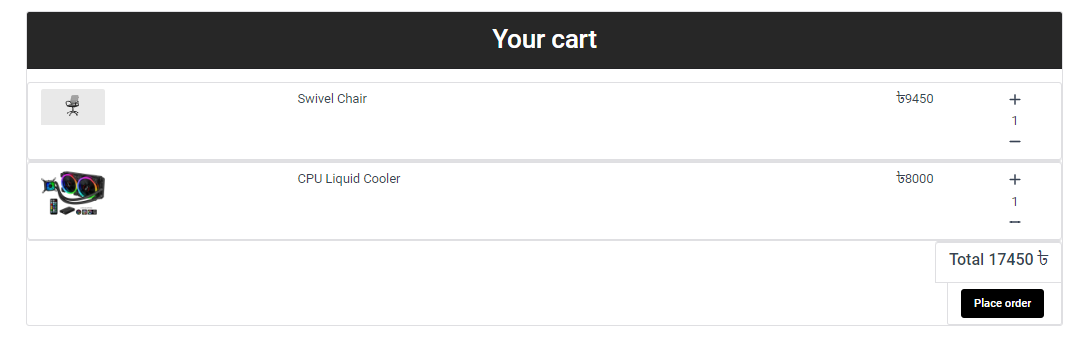 Your cart
Swivel Chair
৳9450
+
1
−
CPU Liquid Cooler
৳8000
+
1
−
Total 17450 ৳
Place order